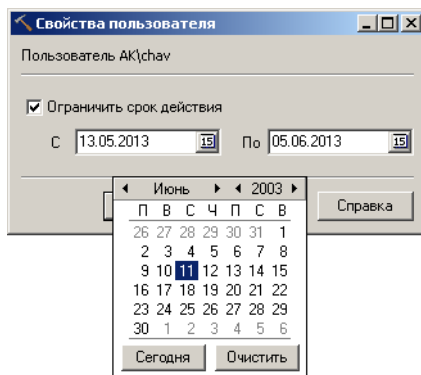 Свойства пользователя
Пользователь AK\chav
Ограничить срок действия
С 13.05.2013 15 По 05.06.2013 15
Июнь 2003
П В С Ч П С В
26 27 28 29 30 31 1
2 3 4 5 6 7 8
9 10 11 12 13 14 15
16 17 18 19 20 21 22
23 24 25 26 27 28 29
30 1 2 3 4 5 6
Сегодня Очистить
Справка